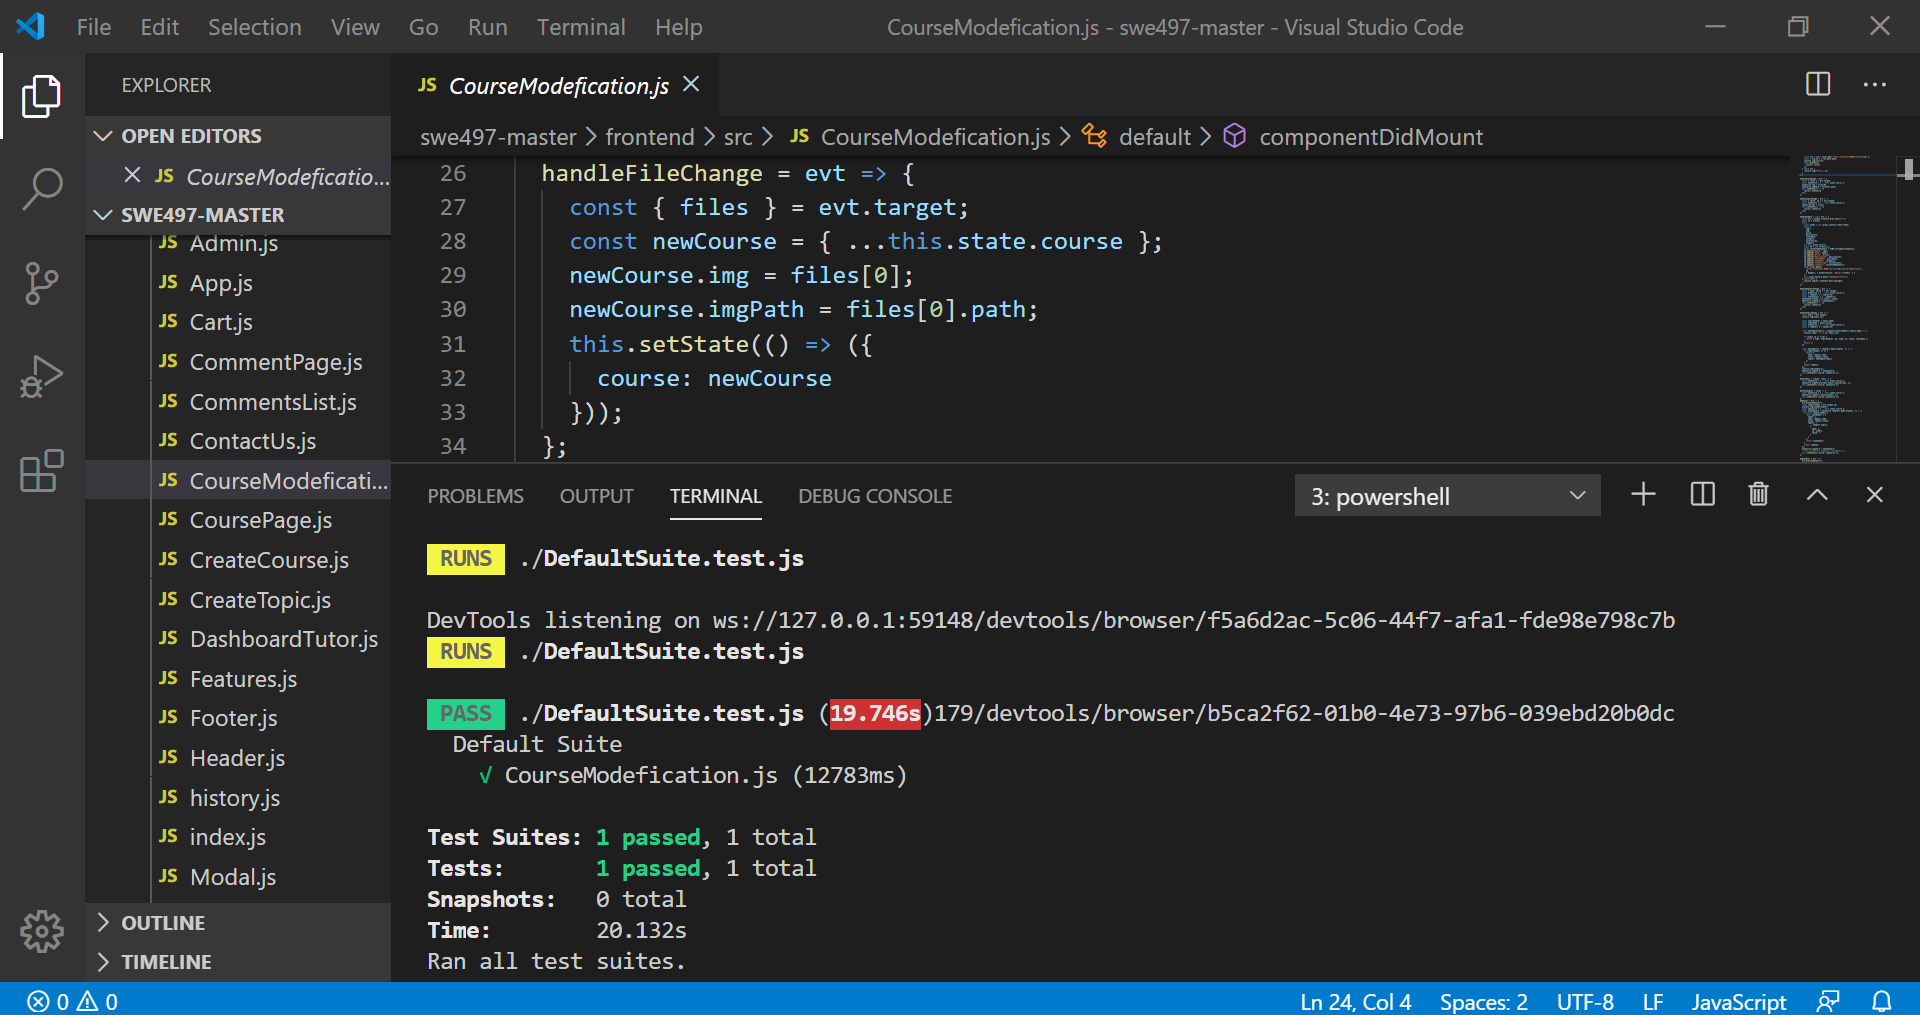 File Edit Selection View Go Run Terminal Help CourseModefication.js - swe497-master - Visual Studio Code
EXPLORER
OPEN EDITORS
JS CourseModeficatio...
SWE497-MASTER
JS Admin.js
JS App.js
JS Cart.js
JS CommentPage.js
JS CommentsList.js
JS ContactUs.js
JS CourseModeficati...
JS CoursePage.js
JS CreateCourse.js
JS CreateTopic.js
JS DashboardTutor.js
JS Features.js
JS Footer.js
JS Header.js
JS history.js
JS index.js
JS Modal.js
OUTLINE
TIMELINE
JS CourseModefication.js
swe497-master > frontend > src > JS CourseModefication.js > default > componentDidMount
26 handleFileChange = evt => {
27 const { files } = evt.target;
28 const newCourse = { ...this.state.course };
29 newCourse.img = files[0];
30 newCourse.imgPath = files[0].path;
31 this.setState(() => ({
32 course: newCourse
33 }));
34 };
PROBLEMS OUTPUT TERMINAL DEBUG CONSOLE 3: powershell
RUNS ./DefaultSuite.test.js
DevTools listening on ws://127.0.0.1:59148/devtools/browser/f5a6d2ac-5c06-44f7-afa1-fde98e798c7b
RUNS ./DefaultSuite.test.js
PASS ./DefaultSuite.test.js (19.746s)179/devtools/browser/b5ca2f62-01b0-4e73-97b6-039ebd20b0dc
Default Suite
√ CourseModefication.js (12783ms)
Test Suites: 1 passed, 1 total
Tests: 1 passed, 1 total
Snapshots: 0 total
Time: 20.132s
Ran all test suites.
0 0 Ln 24, Col 4 Spaces: 2 UTF-8 LF JavaScript